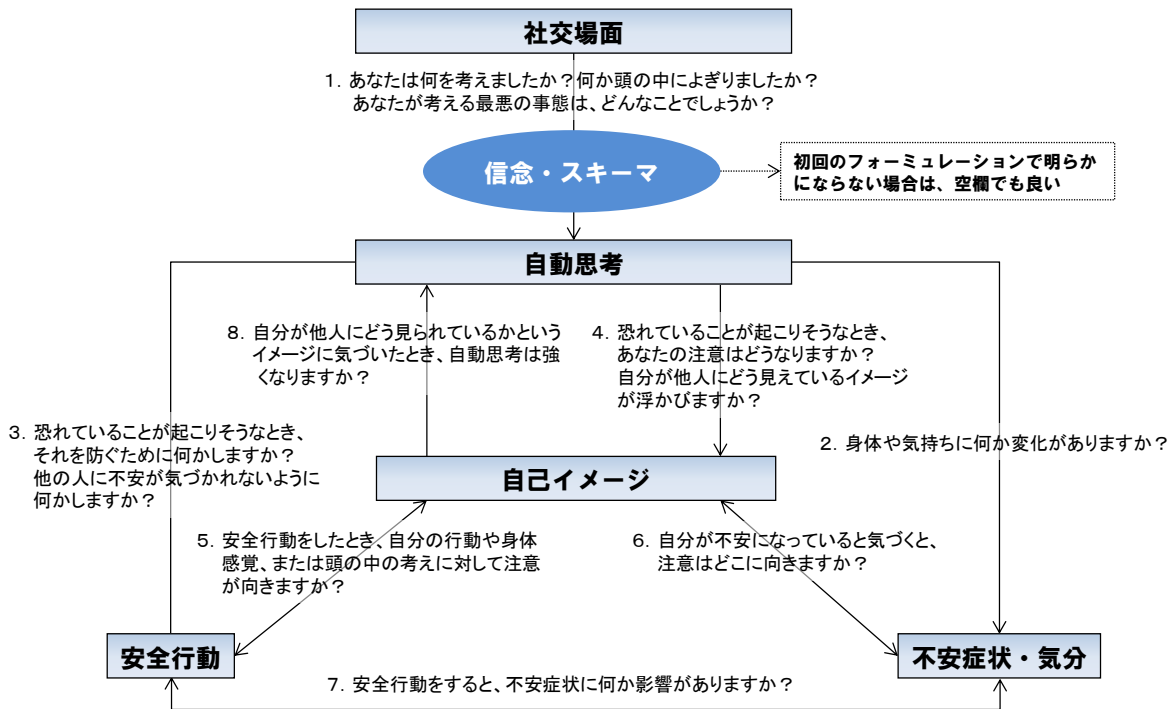 社交場面
1. あなたは何を考えましたか？何か頭の中によぎりましたか？
あなたが考える最悪の事態は、どんなことでしょうか？
信念・スキーマ
初回のフォーミュレーションで明らか
にならない場合は、空欄でも良い
自動思考
8. 自分が他人にどう見られているかという
イメージに気づいたとき、自動思考は強
くなりますか？
4. 恐れていることが起こりそうなとき、
あなたの注意はどうなりますか？
自分が他人にどう見えているイメージ
が浮かびますか？
3. 恐れていることが起こりそうなとき、
それを防ぐために何かしますか？
他の人に不安が気づかれないように
何かしますか？
2. 身体や気持ちに何か変化がありますか？
自己イメージ
5. 安全行動をしたとき、自分の行動や身体
感覚、または頭の中の考えに対して注意
が向きますか？
6. 自分が不安になっていると気づくと、
注意はどこに向きますか？
安全行動
不安症状・気分
7. 安全行動をすると、不安症状に何か影響がありますか？